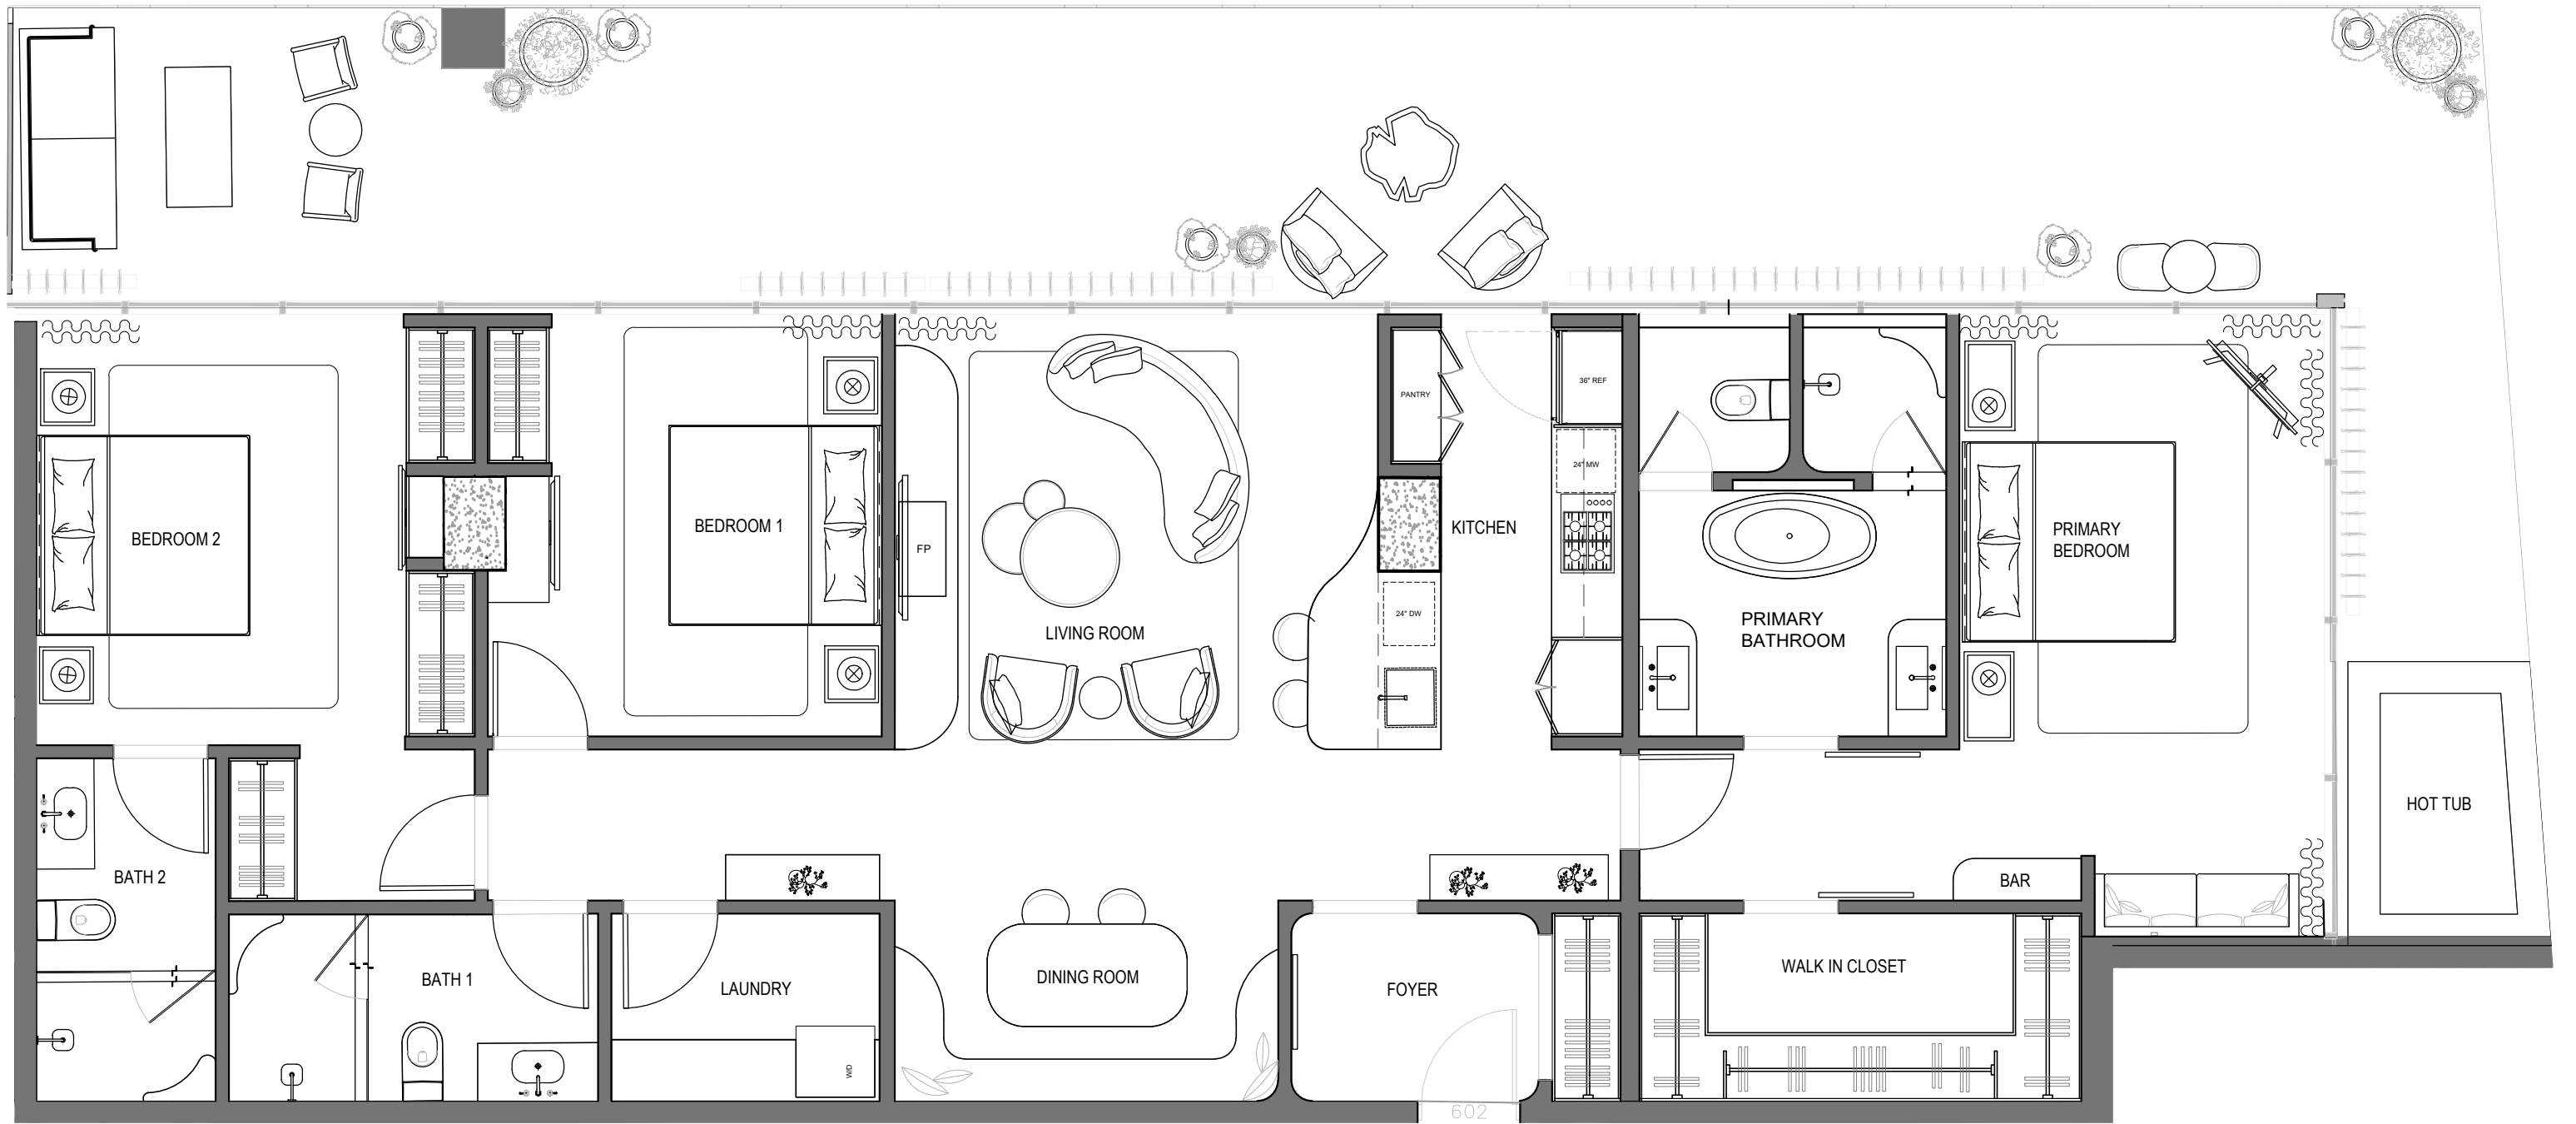 36" REF
PANTRY
24" MW
BEDROOM 2
BEDROOM 1
FP
KITCHEN
PRIMARY
BEDROOM
24" DW
LIVING ROOM
PRIMARY
BATHROOM
HOT TUB
BATH 2
BAR
BATH 1
LAUNDRY
DINING ROOM
FOYER
WALK IN CLOSET
W/D
602